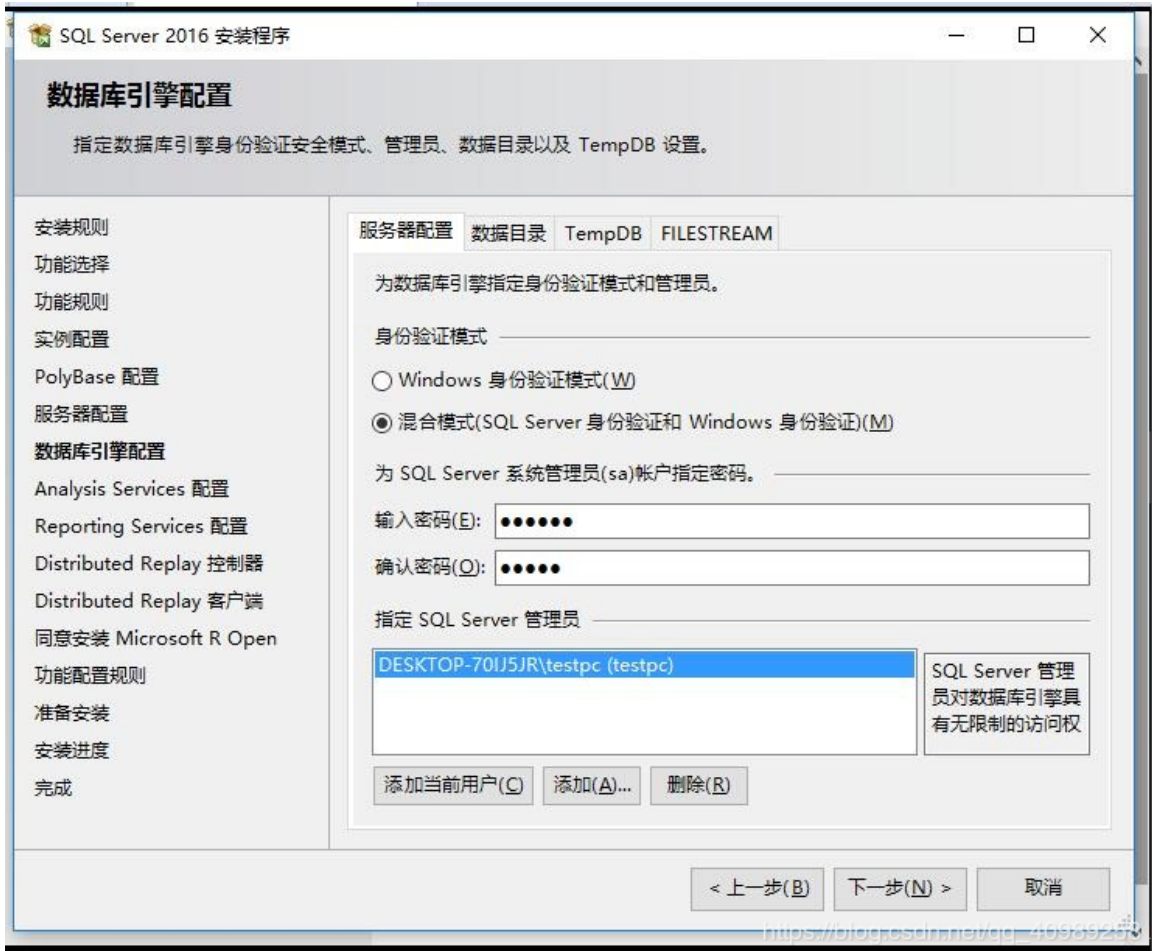 SQL Server 2016 安装程序
数据库引擎配置
指定数据库引擎身份验证安全模式、管理员、数据目录以及 TempDB 设置。
安装规则
功能选择
功能规则
实例配置
PolyBase 配置
服务器配置
数据库引擎配置
Analysis Services 配置
Reporting Services 配置
Distributed Replay 控制器
Distributed Replay 客户端
同意安装 Microsoft R Open
功能配置规则
准备安装
安装进度
完成
服务器配置 数据目录 TempDB FILESTREAM
为数据库引擎指定身份验证模式和管理员。
身份验证模式
Windows 身份验证模式(W)
混合模式(SQL Server 身份验证和 Windows 身份验证)(M)
为 SQL Server 系统管理员(sa)帐户指定密码。
输入密码(E): ●●●●●●
确认密码(O): ●●●●●
指定 SQL Server 管理员
DESKTOP-70IJ5JR\testpc (testpc)
SQL Server 管理
员对数据库引擎具
有无限制的访问权
添加当前用户(C) 添加(A)... 删除(R)
< 上一步(B) 下一步(N) > 取消